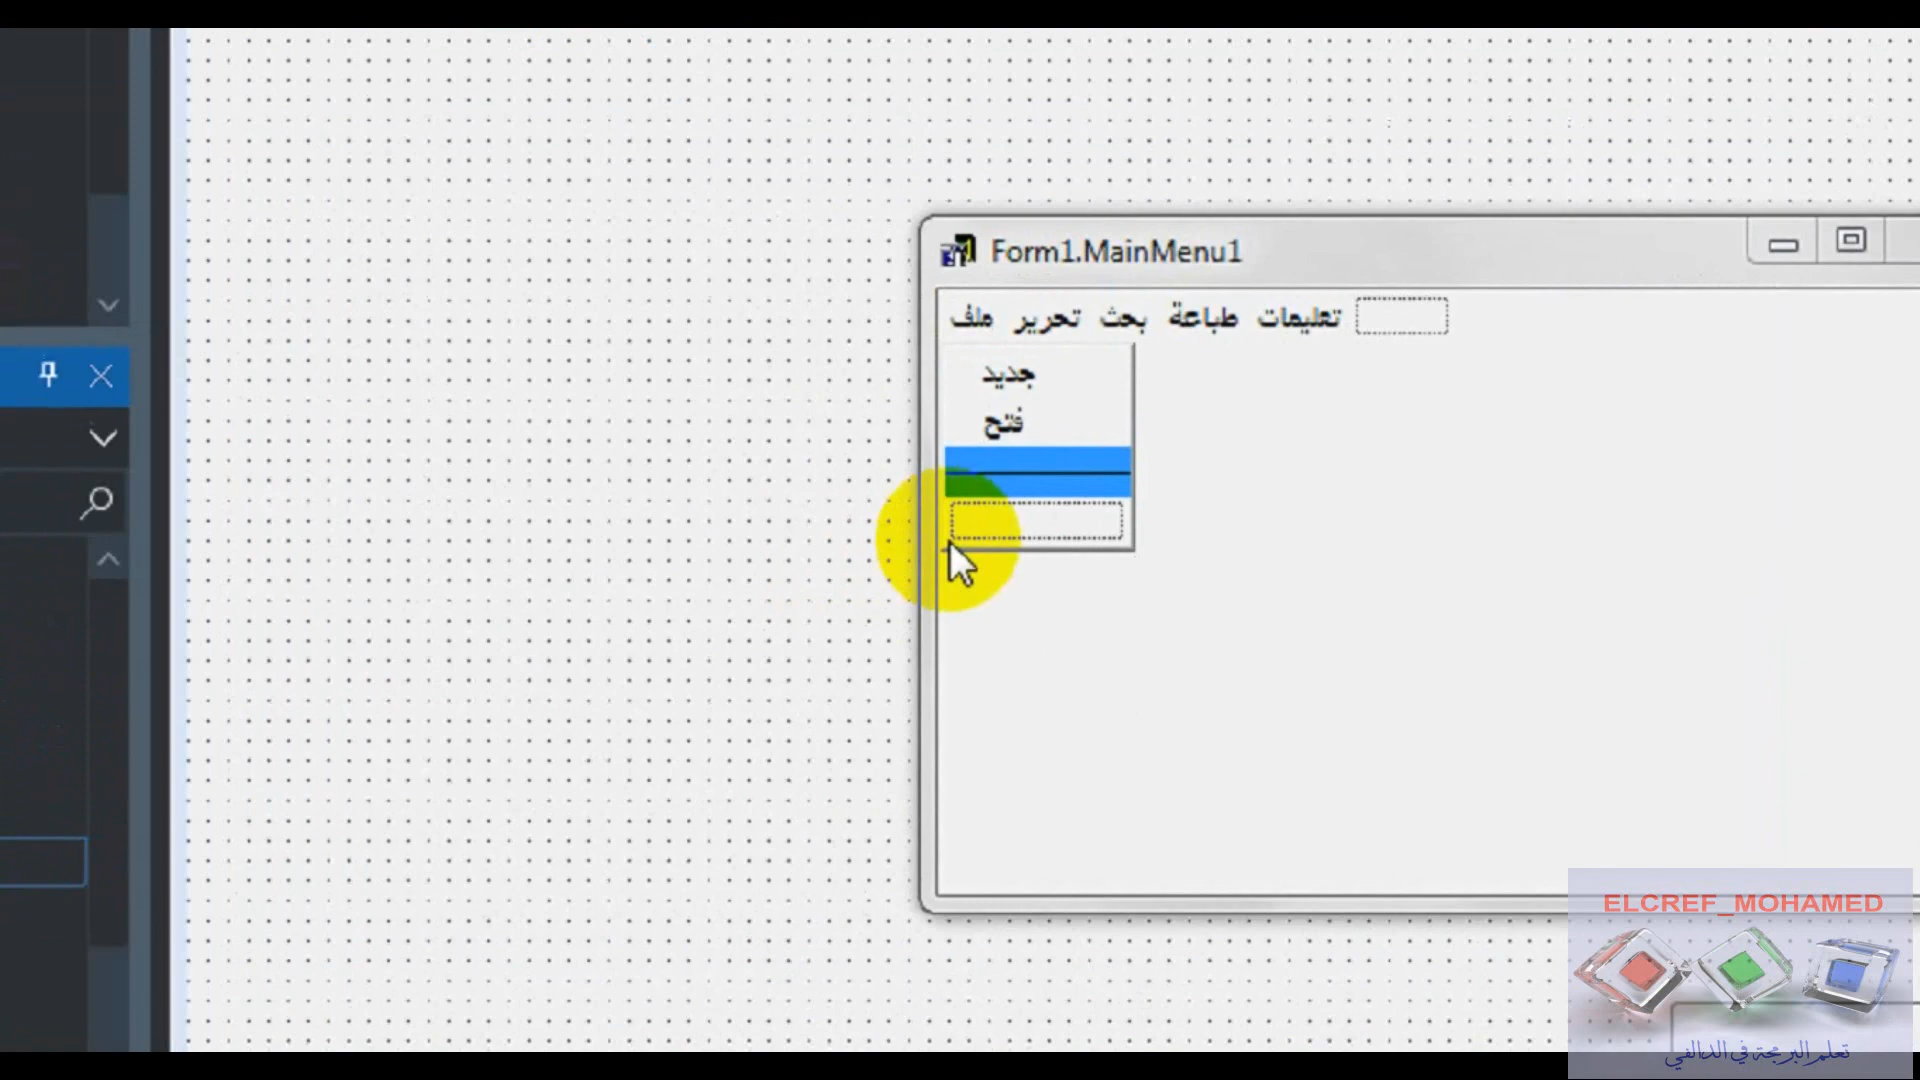 Form1.MainMenu1
ملف تحرير بحث طباعة تعليمات
جديد
فتح
ELCREF_MOHAMED
تعلم البرمجة في الدالفي